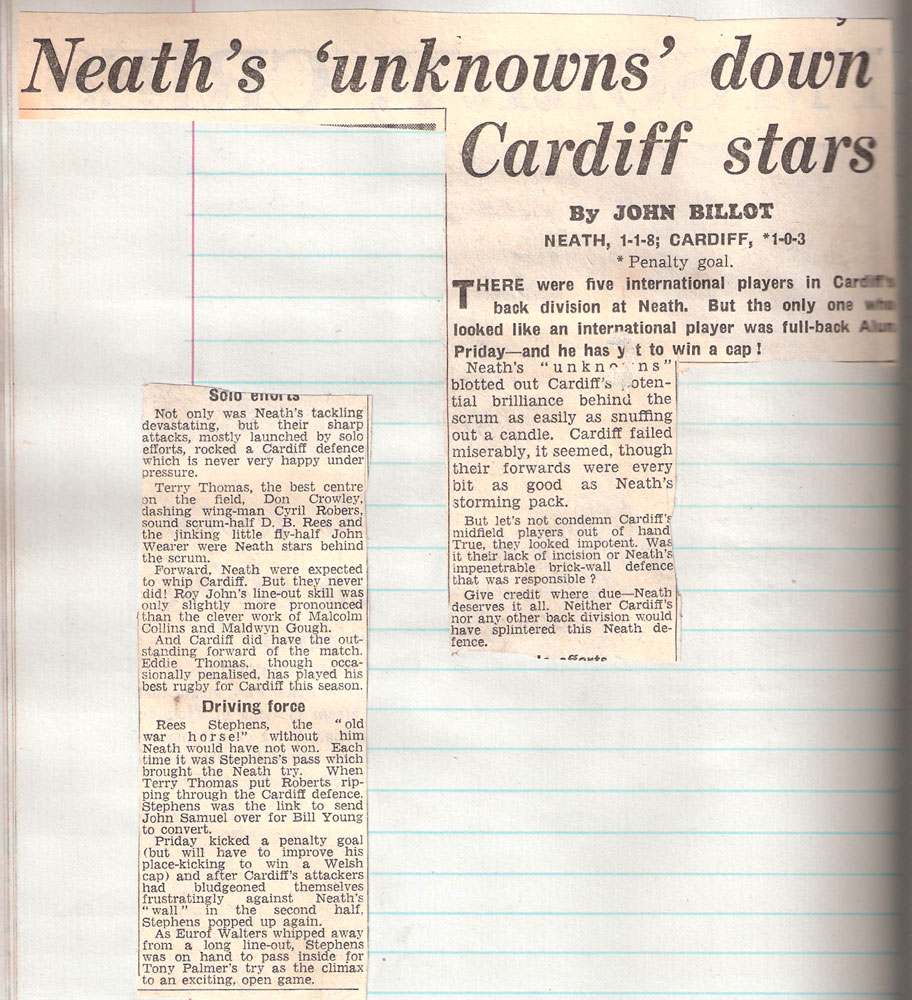 Neath's 'unknowns' down
Cardiff stars
By JOHN BILLOT
NEATH, 1-1-8; CARDIFF, *1-0-3
* Penalty goal.
THERE were five international players in Cardiff's
back division at Neath. But the only one who
looked like an international player was full-back Alun
Priday—and he has y t to win a cap!
Neath's "unkno ns"
blotted out Cardiff's poten-
tial brilliance behind the
scrum as easily as snuffing
out a candle. Cardiff failed
miserably, it seemed, though
their forwards were every
bit as good as Neath's
storming pack.
But let's not condemn Cardiff's
midfield players out of hand
True, they looked impotent. Was
it their lack of incision or Neath's
impenetrable brick-wall defence
that was responsible ?
Give credit where due—Neath
deserves it all. Neither Cardiff's
nor any other back division would
have splintered this Neath de-
fence.
Solo efforts
Not only was Neath's tackling
devastating, but their sharp
attacks, mostly launched by solo
efforts, rocked a Cardiff defence
which is never very happy under
pressure.
Terry Thomas, the best centre
on the field, Don Crowley,
dashing wing-man Cyril Robers,
sound scrum-half D. B. Rees and
the jinking little fly-half John
Wearer were Neath stars behind
the scrum.
Forward, Neath were expected
to whip Cardiff. But they never
did! Roy John's line-out skill was
only slightly more pronounced
than the clever work of Malcolm
Collins and Maldwyn Gough.
And Cardiff did have the out-
standing forward of the match.
Eddie Thomas, though occa-
sionally penalised, has played his
best rugby for Cardiff this season.
Driving force
Rees Stephens, the "old
war horse!" without him
Neath would have not won. Each
time it was Stephens's pass which
brought the Neath try. When
Terry Thomas put Roberts rip-
ping through the Cardiff defence.
Stephens was the link to send
John Samuel over for Bill Young
to convert.
Priday kicked a penalty goal
(but will have to improve his
place-kicking to win a Welsh
cap) and after Cardiff's attackers
had bludgeoned themselves
frustratingly against Neath's
"wall" in the second half,
Stephens popped up again.
As Eurof Walters whipped away
from a long line-out, Stephens
was on hand to pass inside for
Tony Palmer's try as the climax
to an exciting, open game.